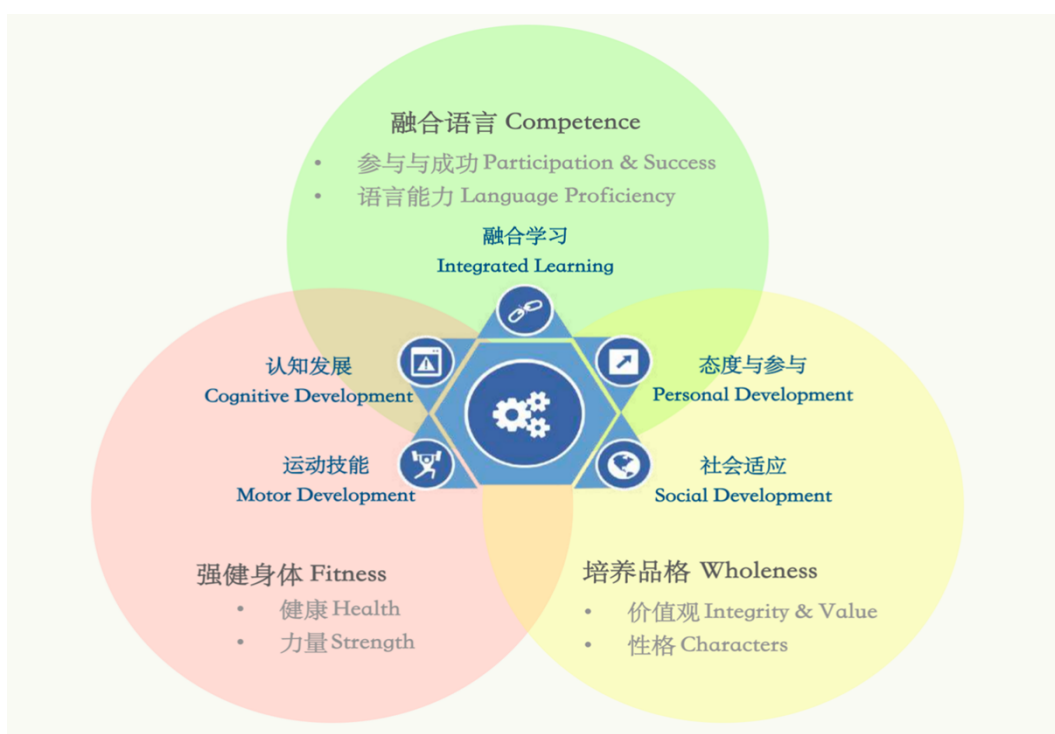 融合语言 Competence
• 参与与成功 Participation & Success
• 语言能力 Language Proficiency
融合学习
Integrated Learning
认知发展
Cognitive Development
态度与参与
Personal Development
运动技能
Motor Development
社会适应
Social Development
强健身体 Fitness
• 健康 Health
• 力量 Strength
培养品格 Wholeness
• 价值观 Integrity & Value
• 性格 Characters